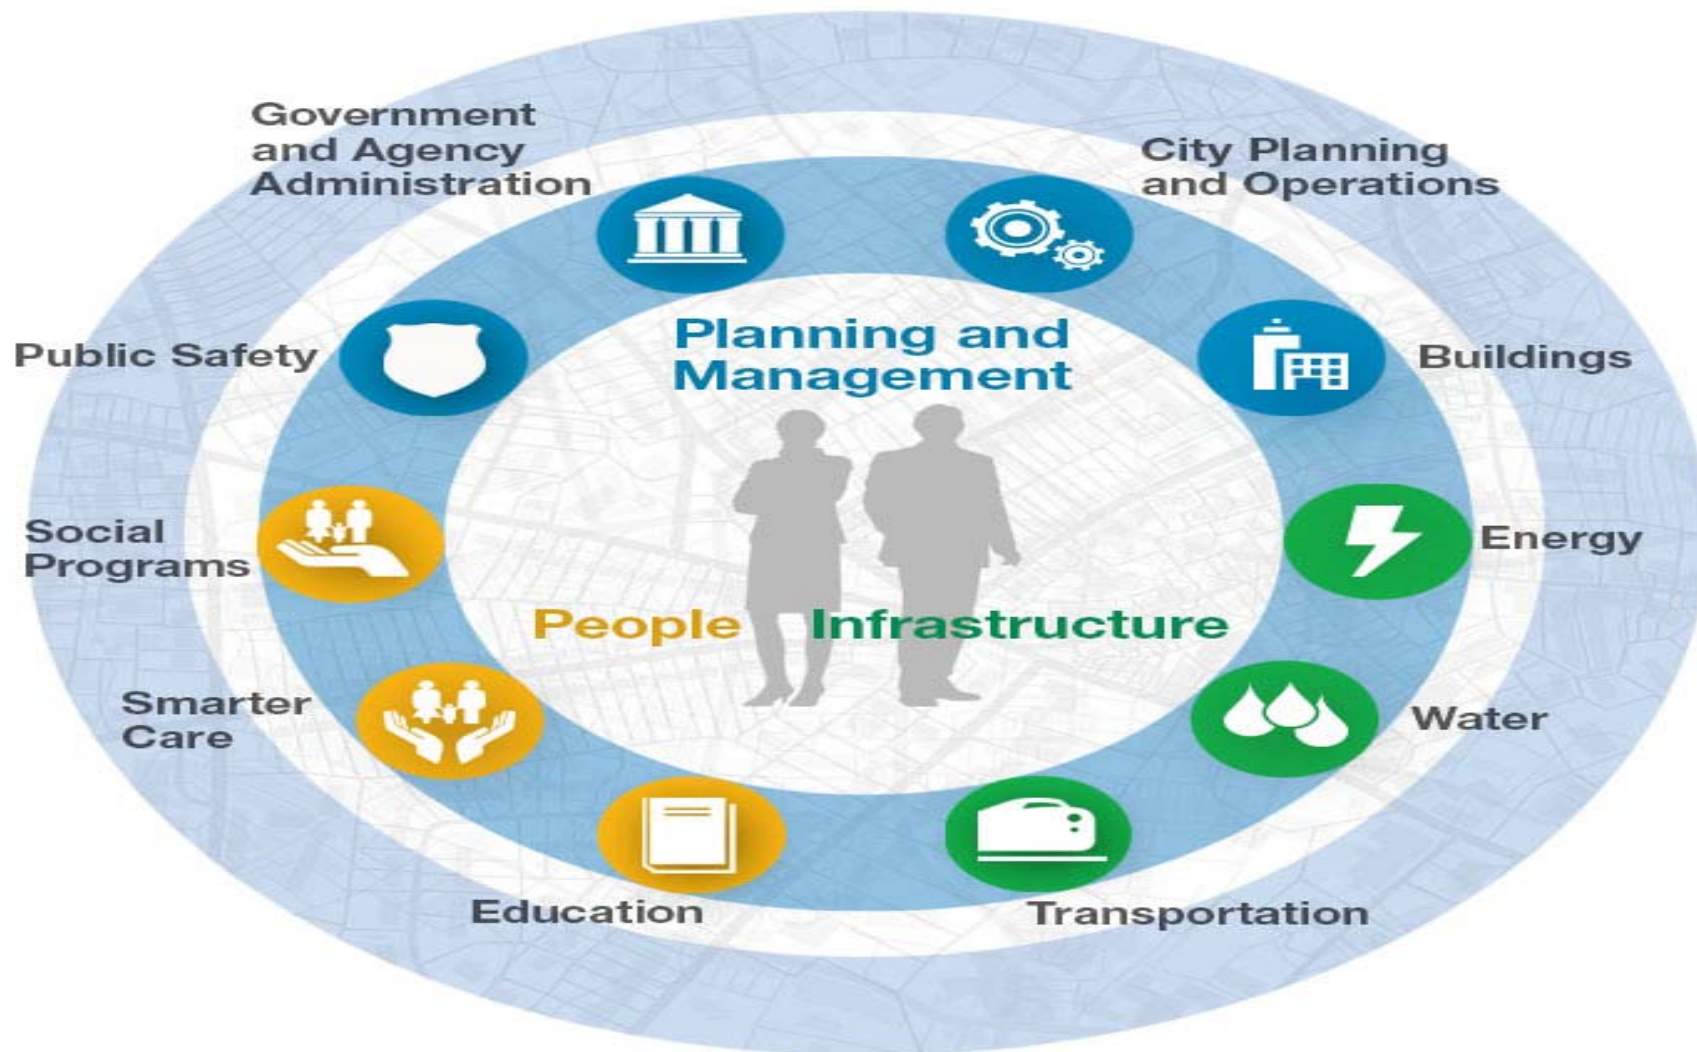 Government
and Agency
Administration
City Planning
and Operations
Public Safety
Planning and
Management
Buildings
Social
Programs
Energy
People
Infrastructure
Smarter
Care
Water
Education
Transportation